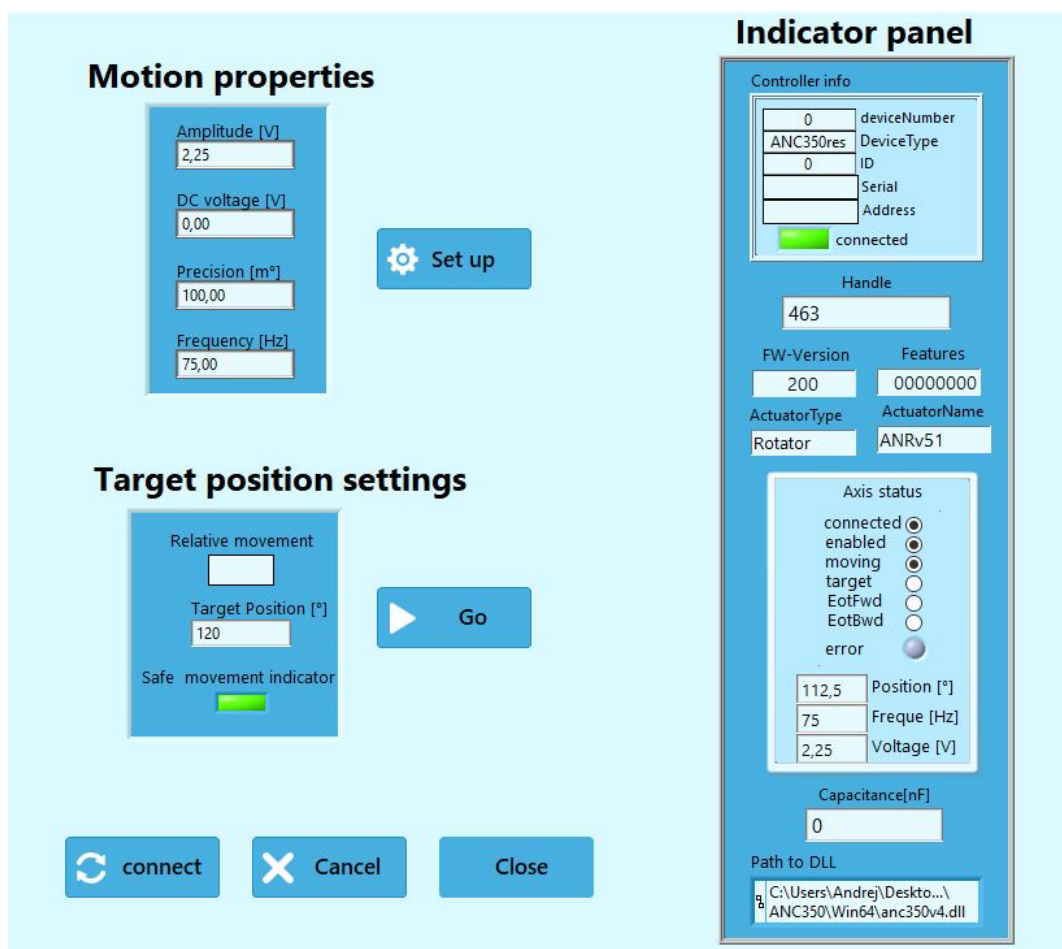 Motion properties
Amplitude [V]
2,25
DC voltage [V]
0,00
Precision [m°]
100,00
Frequency [Hz]
75,00
Set up
Target position settings
Relative movement
Target Position [°]
120
Safe movement indicator
Go
connect
Cancel
Close
Indicator panel
Controller info
0 deviceNumber
ANC350res DeviceType
0 ID
Serial
Address
connected
Handle
463
FW-Version Features
200 00000000
ActuatorType ActuatorName
Rotator ANRv51
Axis status
connected
enabled
moving
target
EotFwd
EotBwd
error
112,5 Position [°]
75 Freque [Hz]
2,25 Voltage [V]
Capacitance[nF]
0
Path to DLL
C:\Users\Andrej\Deskto...\
ANC350\Win64\anc350v4.dll